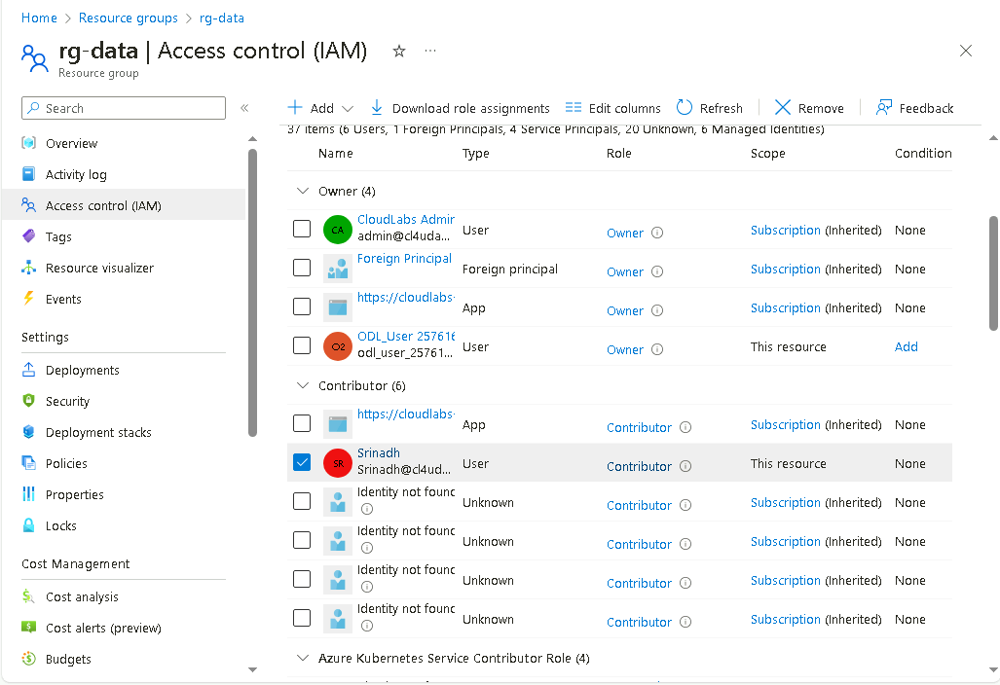 Home > Resource groups > rg-data
rg-data | Access control (IAM)
Resource group
Search
Overview
Activity log
Access control (IAM)
Tags
Resource visualizer
Events
Settings
Deployments
Security
Deployment stacks
Policies
Properties
Locks
Cost Management
Cost analysis
Cost alerts (preview)
Budgets
Add Download role assignments Edit columns Refresh Remove Feedback
37 items (6 Users, 1 Foreign Principals, 4 Service Principals, 20 Unknown, 6 Managed Identities)
Name Type Role Scope Condition
Owner (4)
CA CloudLabs Admin
admin@cl4uda... User Owner Subscription (Inherited) None
Foreign Principal
Foreign principal Owner Subscription (Inherited) None
https://cloudlabs-
App Owner Subscription (Inherited) None
O2 ODL_User 257616
odl_user_25761... User Owner This resource Add
Contributor (6)
https://cloudlabs-
App Contributor Subscription (Inherited) None
SR Srinadh
Srinadh@cl4ud... User Contributor This resource None
Identity not found
Unknown Contributor Subscription (Inherited) None
Identity not found
Unknown Contributor Subscription (Inherited) None
Identity not found
Unknown Contributor Subscription (Inherited) None
Identity not found
Unknown Contributor Subscription (Inherited) None
Azure Kubernetes Service Contributor Role (4)